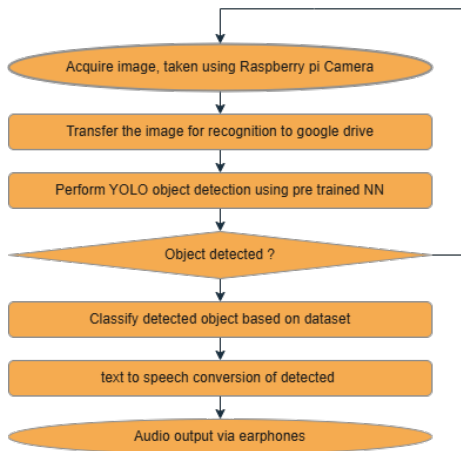 Acquire image, taken using Raspberry pi Camera
Transfer the image for recognition to google drive
Perform YOLO object detection using pre trained NN
Object detected ?
Classify detected object based on dataset
text to speech conversion of detected
Audio output via earphones